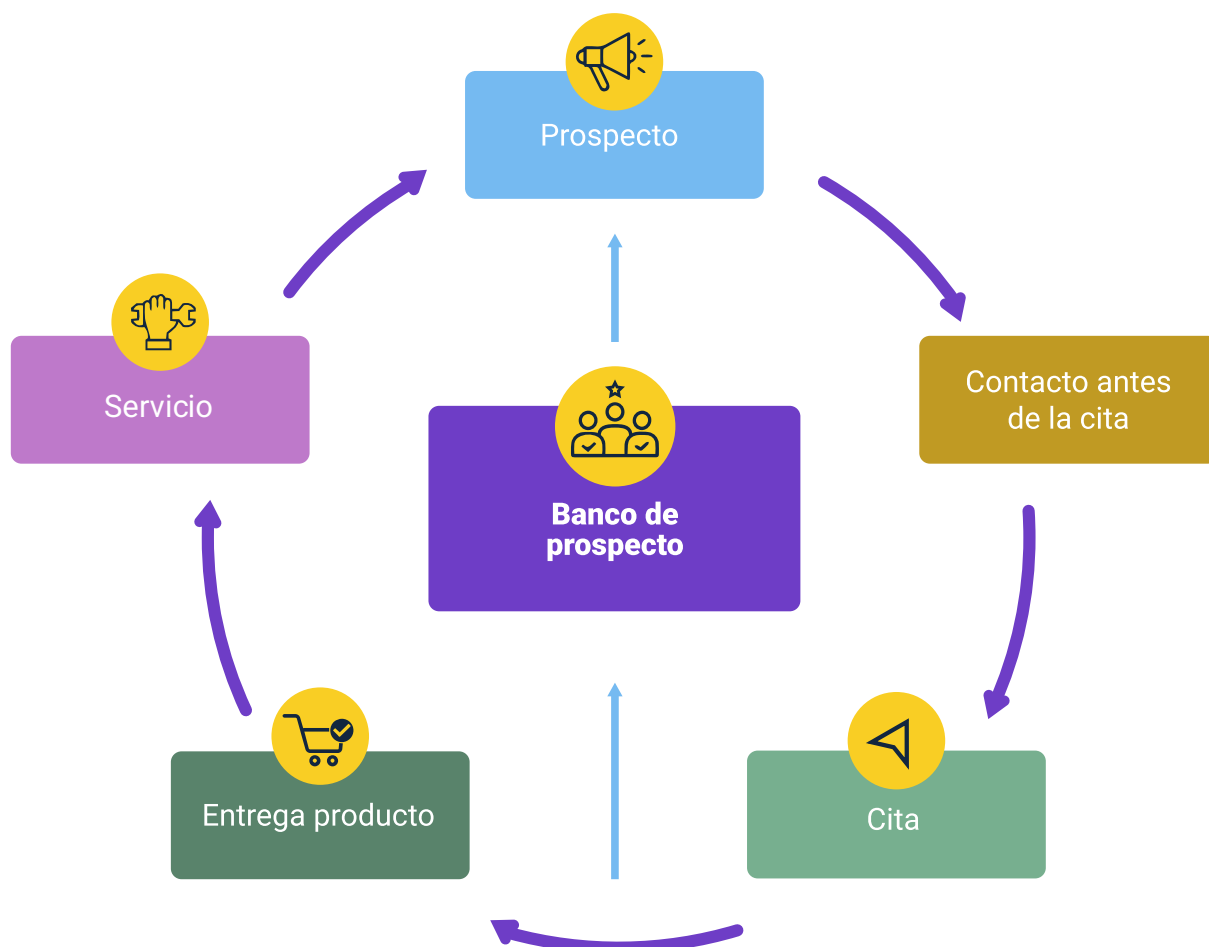 Prospecto
Contacto antes
de la cita
Servicio
Banco de
prospecto
Entrega producto
Cita